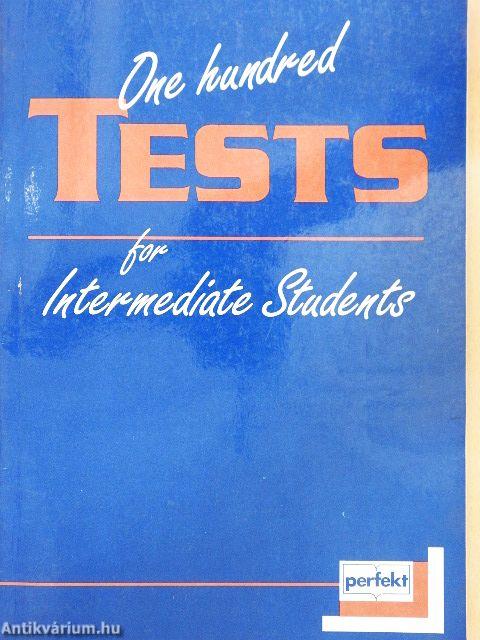 One hundred
TESTS
for
Intermediate Students
perfekt
Antikvárium.hu